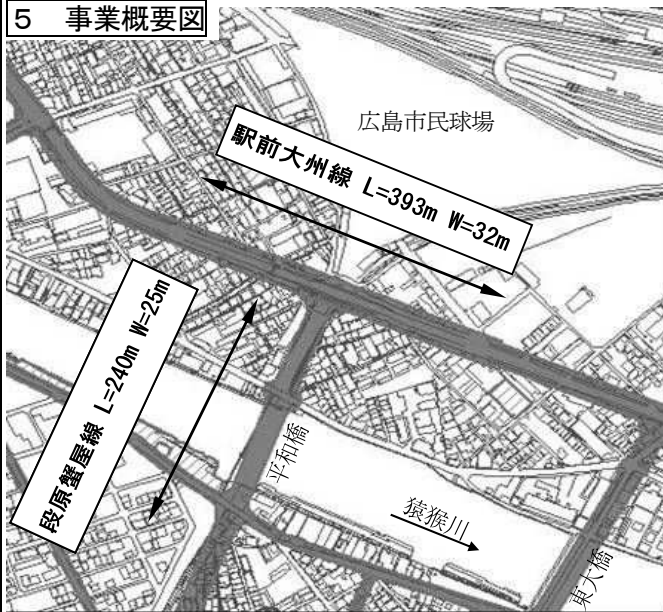 5　事業概要図
広島市民球場
駅前大州線 L=393m W=32m
段原蟹屋線 L=240m W=25m
平和橋
猿猴川
東大橋